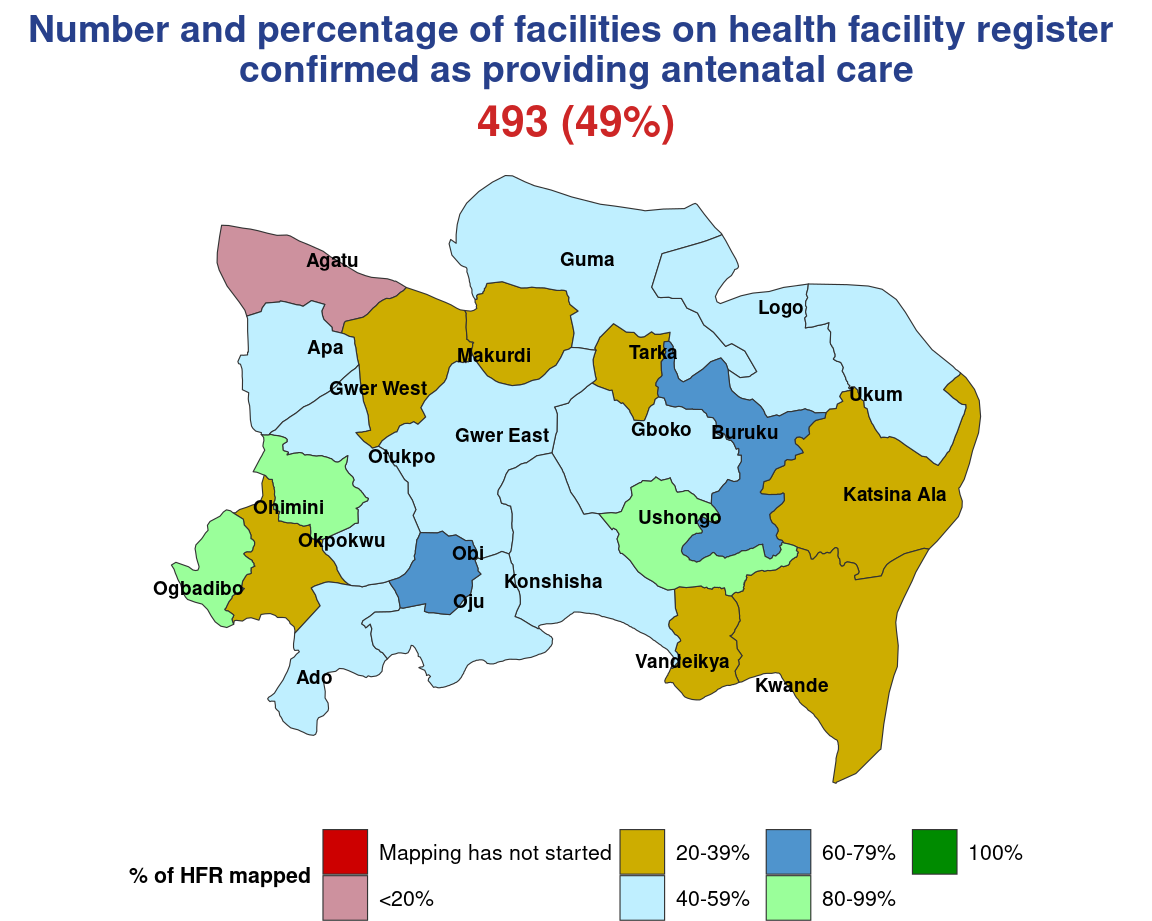 Number and percentage of facilities on health facility register
confirmed as providing antenatal care
493 (49%)
Agatu
Guma
Logo
Apa
Makurdi
Tarka
Gwer West
Ukum
Gwer East
Gboko
Buruku
Otukpo
Katsina Ala
Ohimini
Ushongo
Okpokwu
Obi
Ogbadibo
Konshisha
Oju
Vandeikya
Ado
Kwande
% of HFR mapped
Mapping has not started
<20%
20-39%
40-59%
60-79%
80-99%
100%